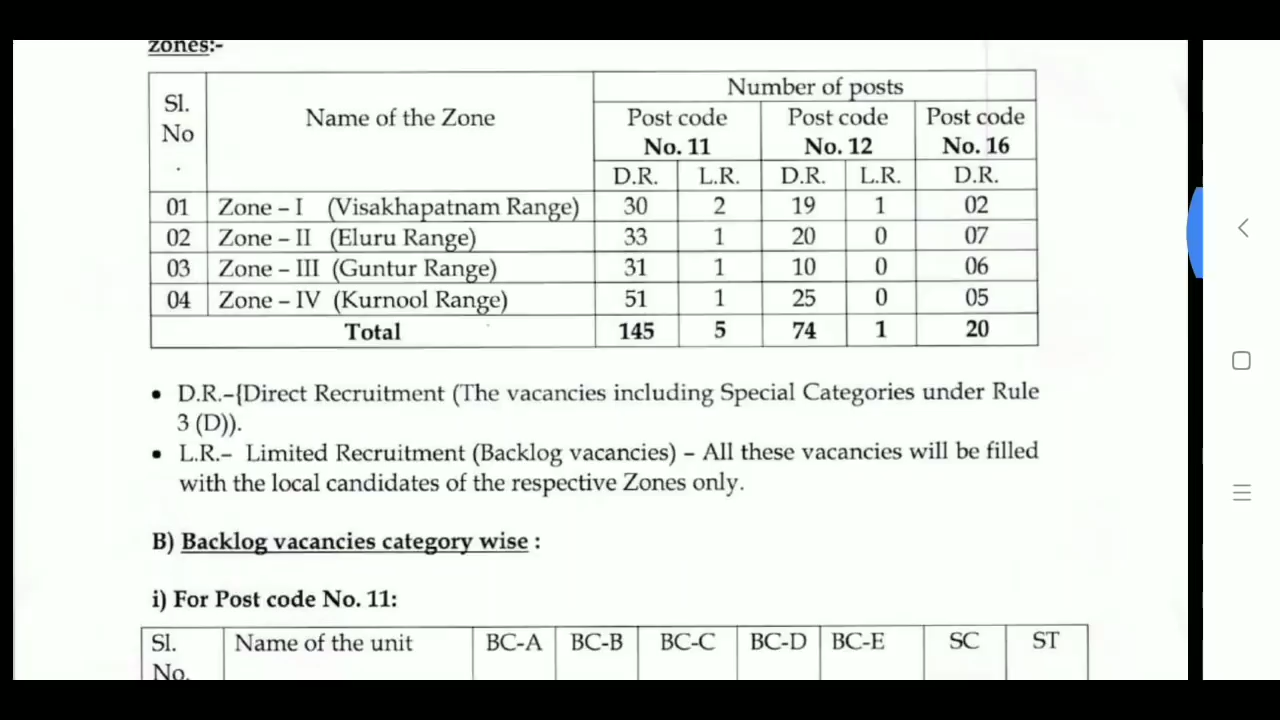 zones:-
Sl. No . Name of the Zone Number of posts
Post code No. 11 Post code No. 12 Post code No. 16
D.R. L.R. D.R. L.R. D.R.
01 Zone – I (Visakhapatnam Range) 30 2 19 1 02
02 Zone – II (Eluru Range) 33 1 20 0 07
03 Zone – III (Guntur Range) 31 1 10 0 06
04 Zone – IV (Kurnool Range) 51 1 25 0 05
Total 145 5 74 1 20
• D.R.-{Direct Recruitment (The vacancies including Special Categories under Rule
3 (D)).
• L.R.– Limited Recruitment (Backlog vacancies) – All these vacancies will be filled
with the local candidates of the respective Zones only.
B) Backlog vacancies category wise :
i) For Post code No. 11:
Sl. Name of the unit BC-A BC-B BC-C BC-D BC-E SC ST
No.